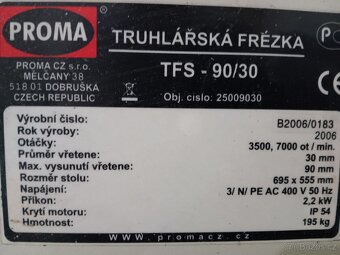 PROMA
TRUHLÁŘSKÁ FRÉZKA
PROMA CZ s.r.o.
MĚLČANY 38
518 01 DOBRUŠKA
CZECH REPUBLIC
TFS - 90/30
Obj. cislo: 25009030
CE
Výrobní číslo: B2006/0183
Rok výroby: 2006
Otáčky: 3500, 7000 ot / min.
Průměr vřetene: 30 mm
Max. vysunutí vřetene: 90 mm
Rozměr stolu: 695 x 555 mm
Napájení: 3/ N/ PE AC 400 V 50 Hz
Příkon: 2,2 kW
Krytí motoru: IP 54
Hmotnost: 195 kg
www.promacz.cz